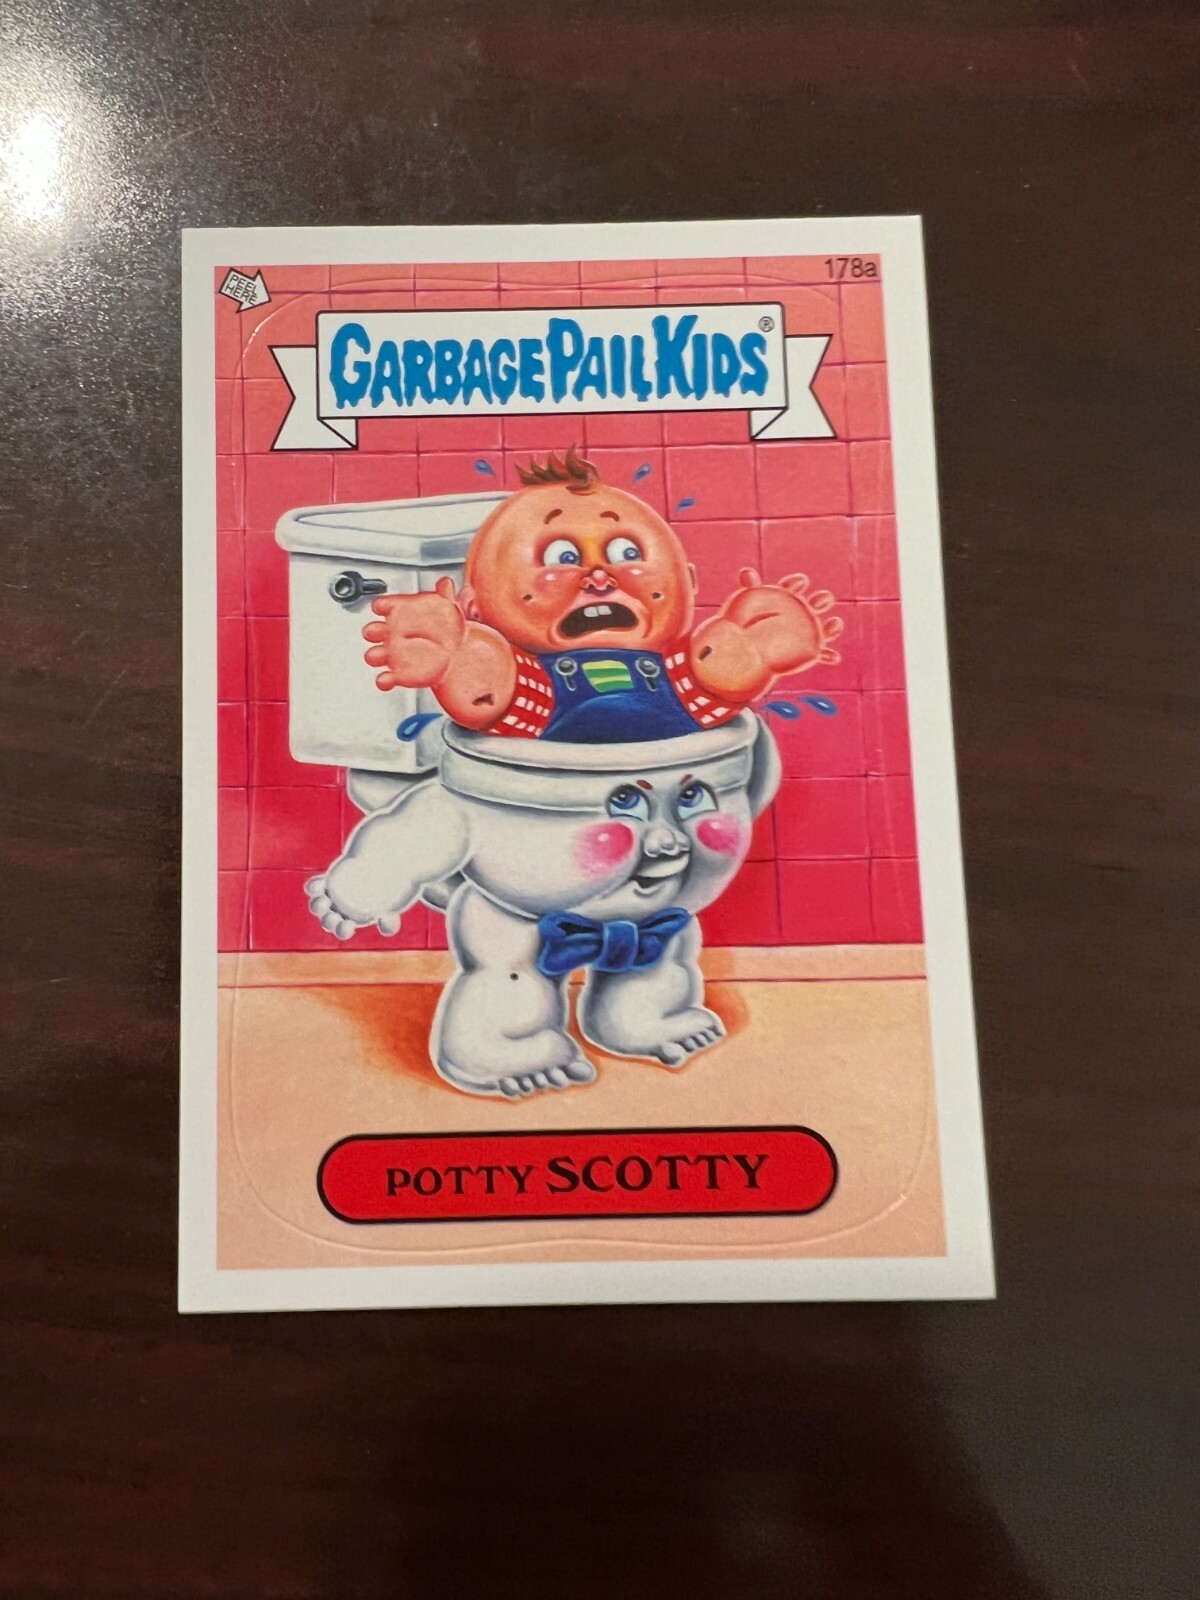 PEEL
HERE
178a
GARBAGE PAIL KIDS®
POTTY SCOTTY